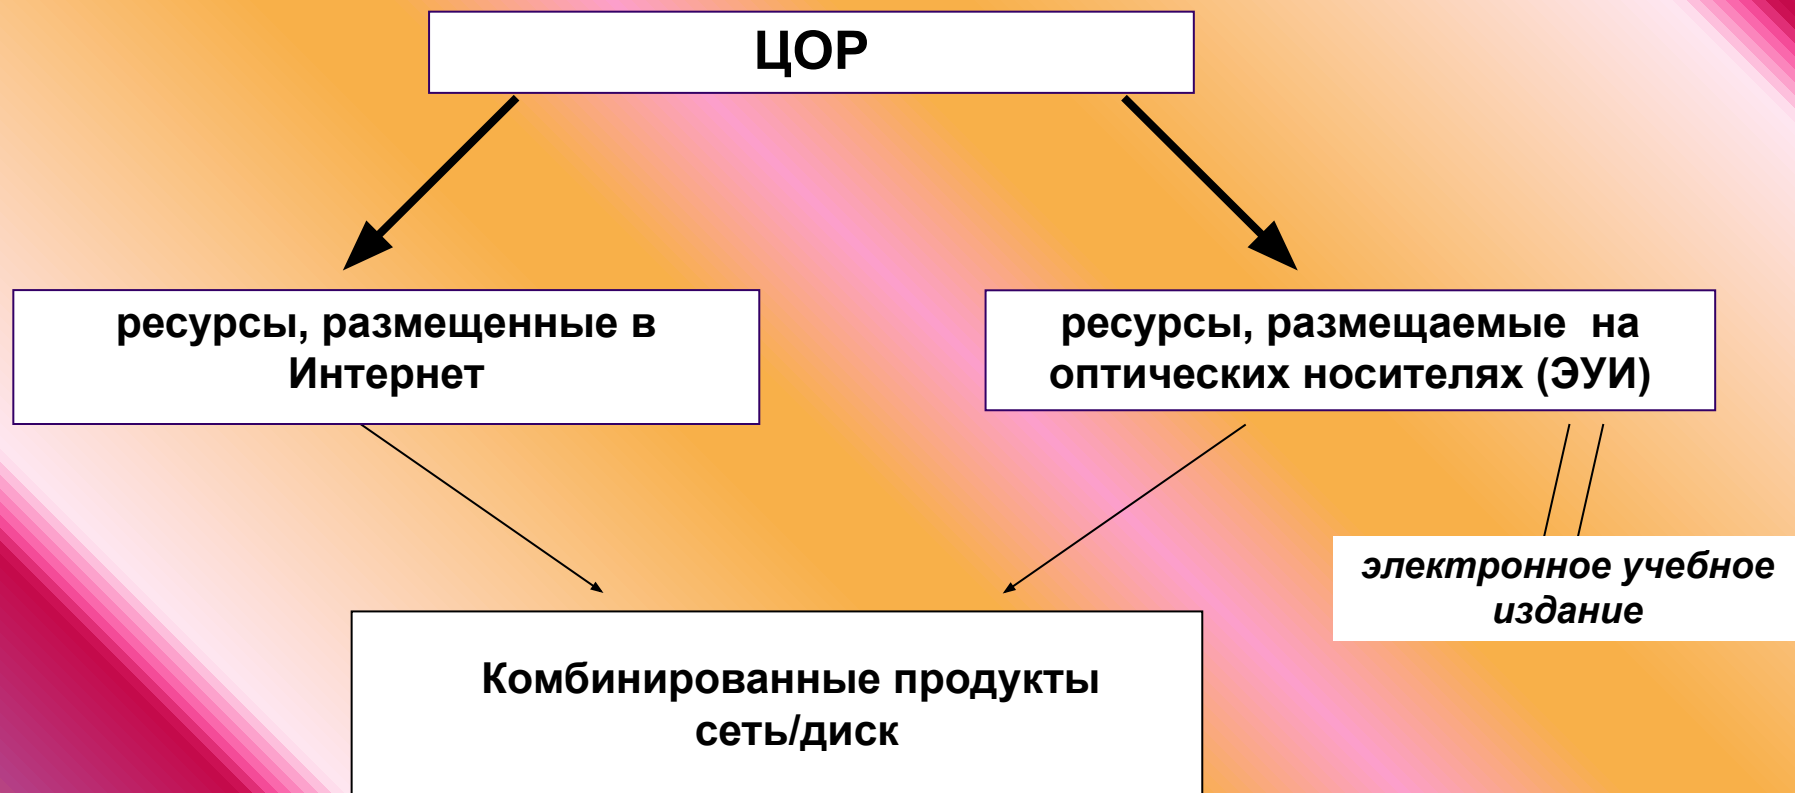 ЦОР
ресурсы, размещенные в
Интернет
ресурсы, размещаемые на
оптических носителях (ЭУИ)
электронное учебное
издание
Комбинированные продукты
сеть/диск